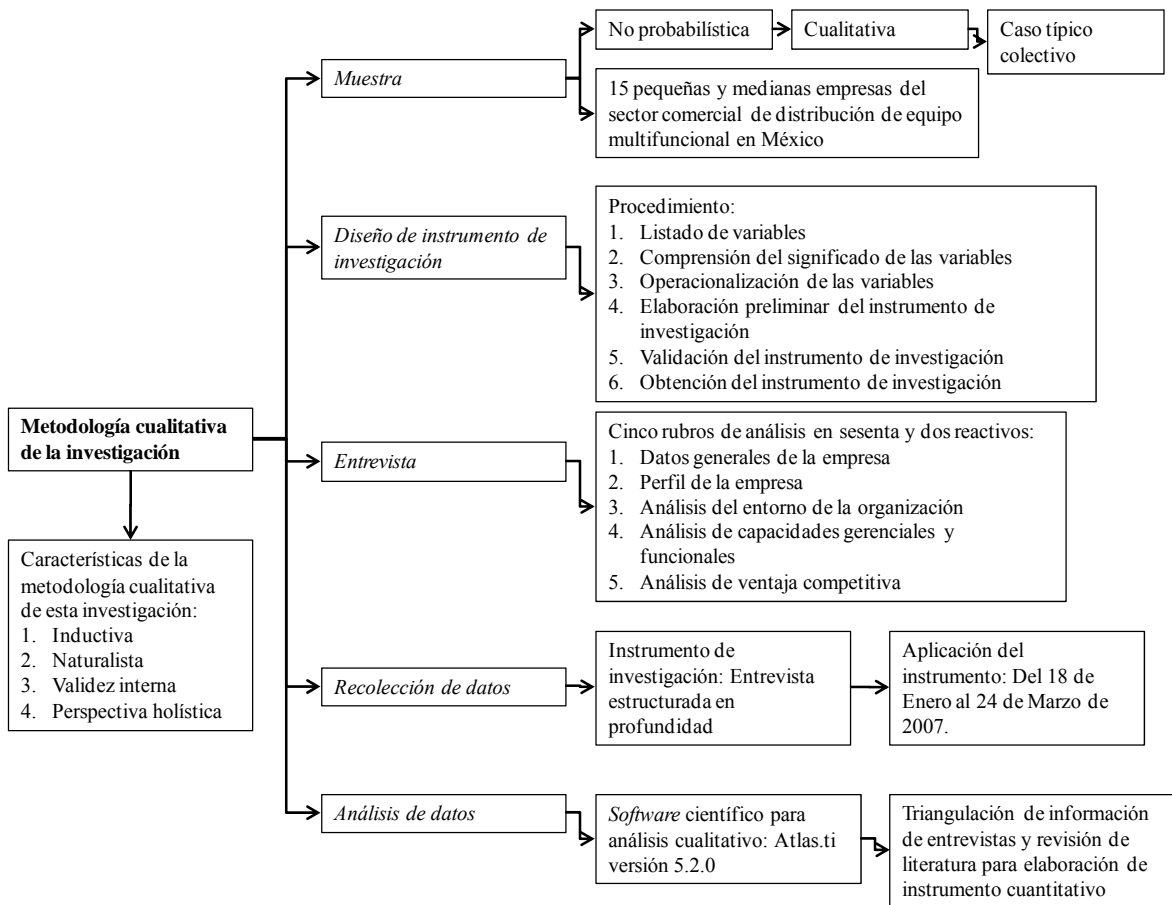 No probabilística
Cualitativa
Caso típico
colectivo
Muestra
15 pequeñas y medianas empresas del
sector comercial de distribución de equipo
multifuncional en México
Diseño de instrumento de
investigación
Procedimiento:
1. Listado de variables
2. Comprensión del significado de las variables
3. Operacionalización de las variables
4. Elaboración preliminar del instrumento de
investigación
5. Validación del instrumento de investigación
6. Obtención del instrumento de investigación
Metodología cualitativa
de la investigación
Entrevista
Cinco rubros de análisis en sesenta y dos reactivos:
1. Datos generales de la empresa
2. Perfil de la empresa
3. Análisis del entorno de la organización
4. Análisis de capacidades gerenciales y
funcionales
5. Análisis de ventaja competitiva
Características de la
metodología cualitativa
de esta investigación:
1. Inductiva
2. Naturalista
3. Validez interna
4. Perspectiva holística
Recolección de datos
Instrumento de
investigación: Entrevista
estructurada en
profundidad
Aplicación del
instrumento: Del 18 de
Enero al 24 de Marzo de
2007.
Análisis de datos
Software científico para
análisis cualitativo: Atlas.ti
versión 5.2.0
Triangulación de información
de entrevistas y revisión de
literatura para elaboración de
instrumento cuantitativo